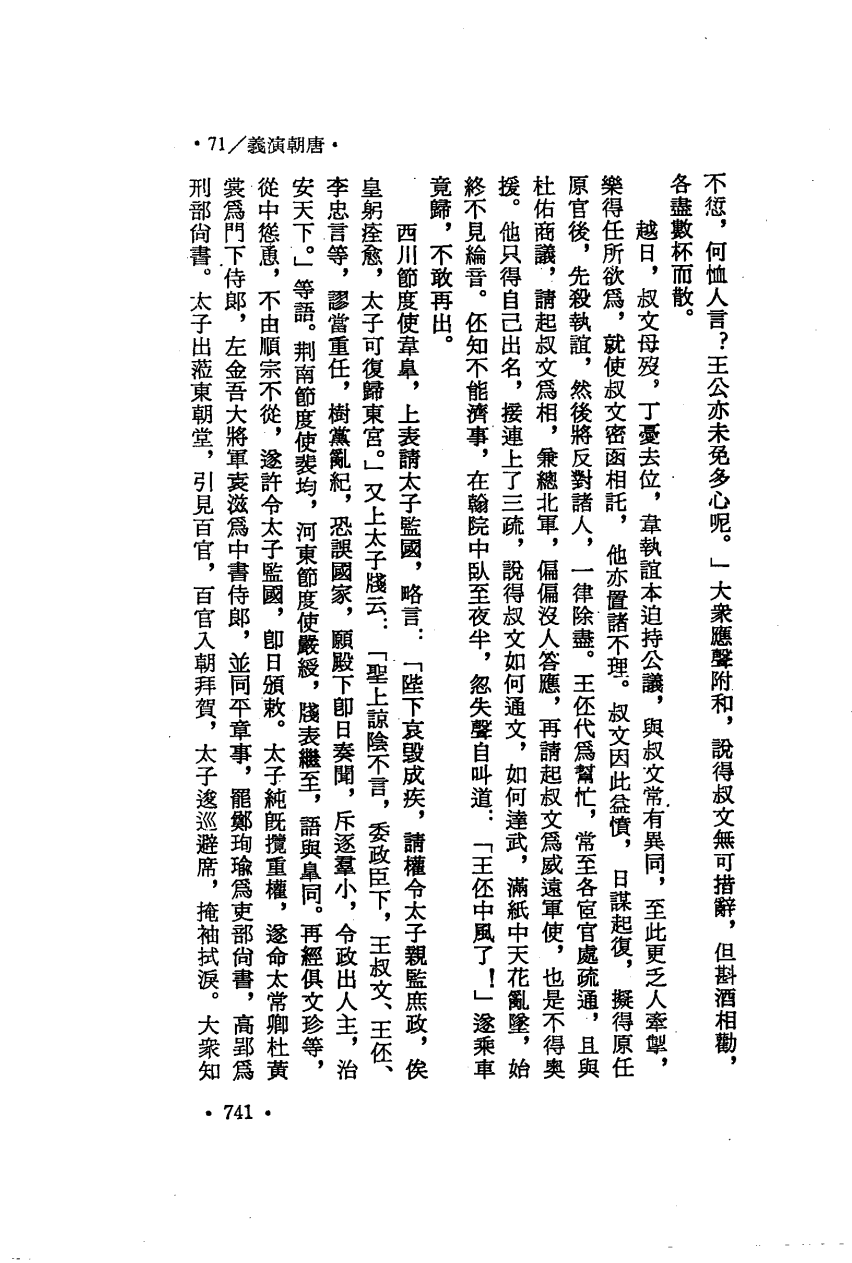 •71／義演朝唐•
不愆，何恤人言？王公亦未免多心呢。」大衆應聲附和，說得叔文無可措辭，但斟酒相勸，
各盡數杯而散。
越日，叔文母歿，丁憂去位，韋執誼本迫持公議，與叔文常有異同，至此更乏人牽掣，
樂得任所欲爲，就使叔文密函相託，他亦置諸不理。叔文因此益憤，日謀起復，擬得原任
原官後，先殺執誼，然後將反對諸人，一律除盡。王伾代爲幫忙，常至各宦官處疏通，且與
杜佑商議，請起叔文爲相，兼總北軍，偏偏沒人答應，再請起叔文爲威遠軍使，也是不得奧
援。他只得自己出名，接連上了三疏，說得叔文如何通文，如何達武，滿紙中天花亂墜，始
終不見綸音。伾知不能濟事，在翰院中臥至夜半，忽失聲自叫道：「王伾中風了！」遂乘車
竟歸，不敢再出。
西川節度使韋臯，上表請太子監國，略言：「陛下哀毀成疾，請權令太子親監庶政，俟
皇躬痊愈，太子可復歸東宮。」又上太子牋云：「聖上諒陰不言，委政臣下，王叔文、王伾、
李忠言等，謬當重任，樹黨亂紀，恐誤國家，願殿下卽日奏聞，斥逐羣小，令政出人主，治
安天下。」等語。荆南節度使裴均，河東節度使嚴綬，牋表繼至，語與臯同。再經俱文珍等，
從中慫恿，不由順宗不從，遂許令太子監國，卽日頒敕。太子純旣攬重權，遂命太常卿杜黃
裳爲門下侍郞，左金吾大將軍袁滋爲中書侍郞，並同平章事，罷鄭珣瑜爲吏部尙書，高郢爲
刑部尙書。太子出蒞東朝堂，引見百官，百官入朝拜賀，太子逡巡避席，掩袖拭淚。大衆知
•741•